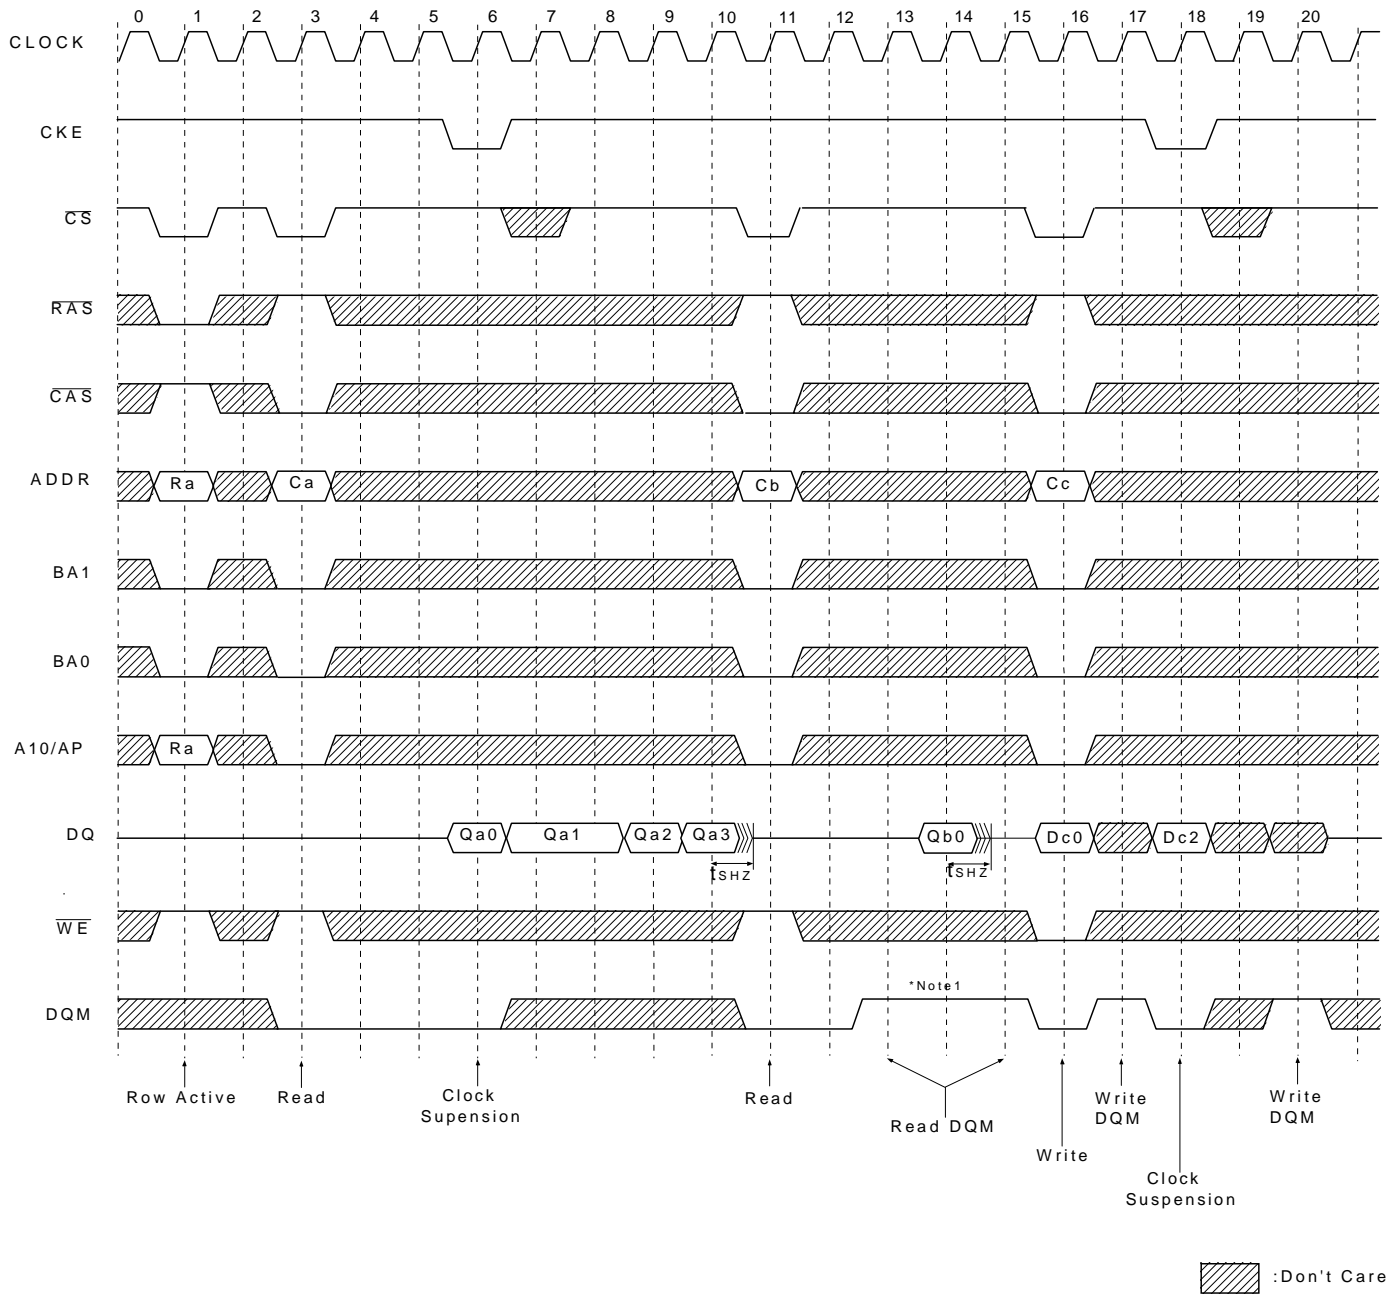 0 1 2 3 4 5 6 7 8 9 10 11 12 13 14 15 16 17 18 19 20
CLOCK
CKE
CS
RAS
CAS
ADDR Ra Ca Cb Cc
BA1
BA0
A10/AP Ra
DQ Qa0 Qa1 Qa2 Qa3 Qb0 Dc0 Dc2
tSHZ tSHZ
WE
*Note1
DQM
Row Active Read Clock Supension Read Read DQM Write Write DQM Clock Suspension Write DQM
:Don't Care